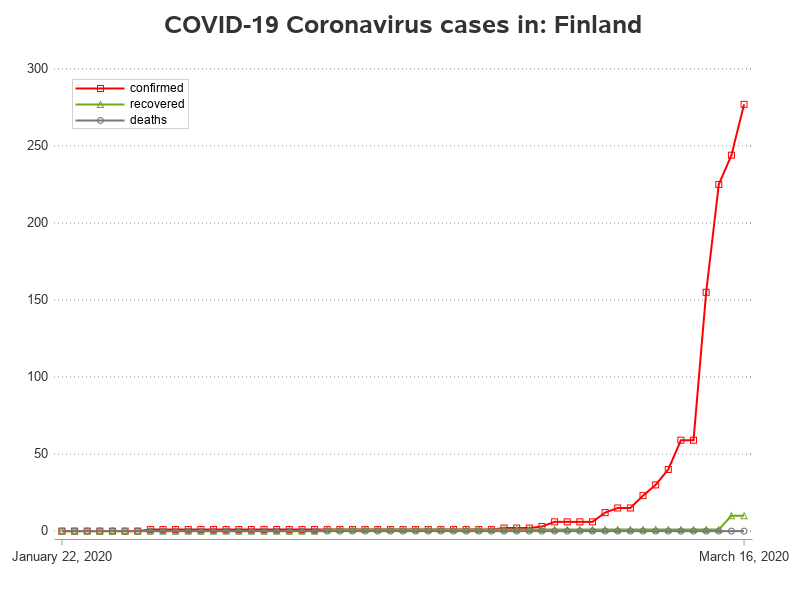 COVID-19 Coronavirus cases in: Finland
300
confirmed
recovered
deaths
250
200
150
100
50
0
January 22, 2020
March 16, 2020